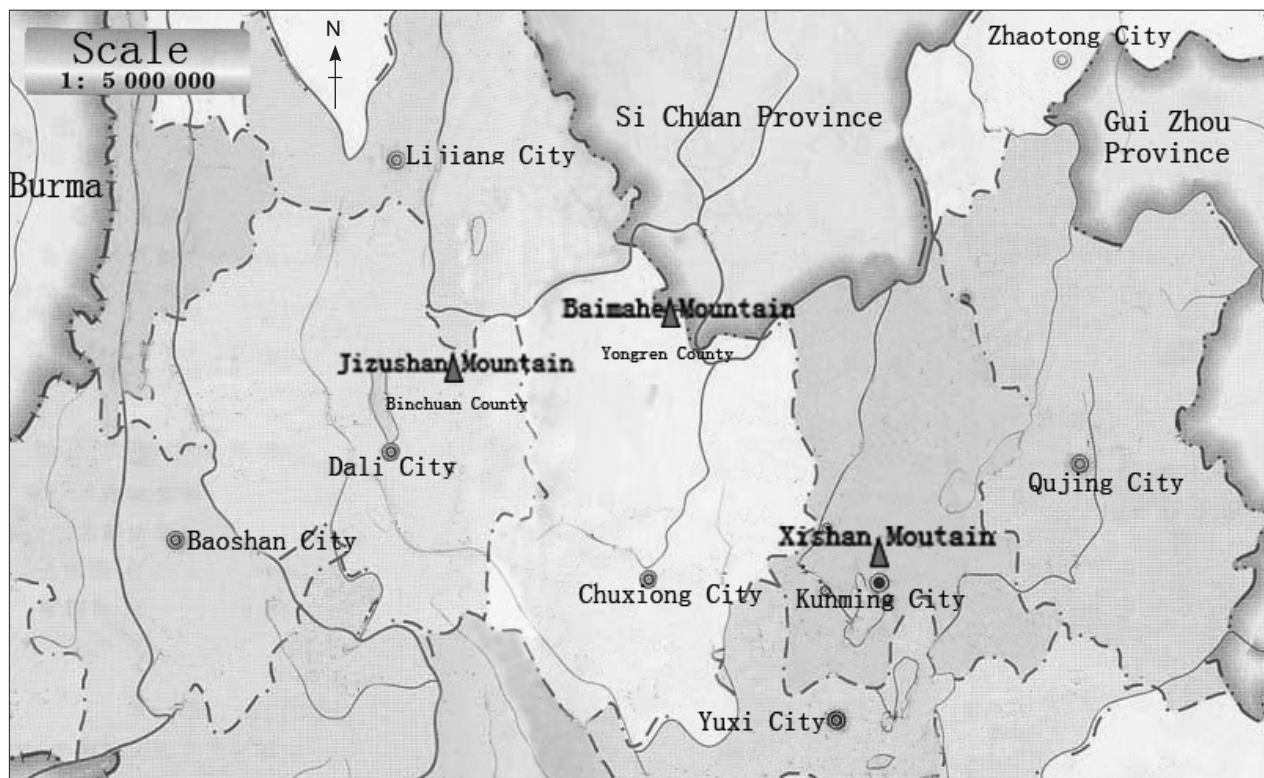 Scale
1: 5 000 000
N
Zhaotong City
Si Chuan Province
Gui Zhou
Province
Lijiang City
Burma
Baimahe Mountain
Yongren County
Jizushan Mountain
Binchuan County
Dali City
Qujing City
Baoshan City
Xishan Moutain
Chuxiong City
Kunming City
Yuxi City